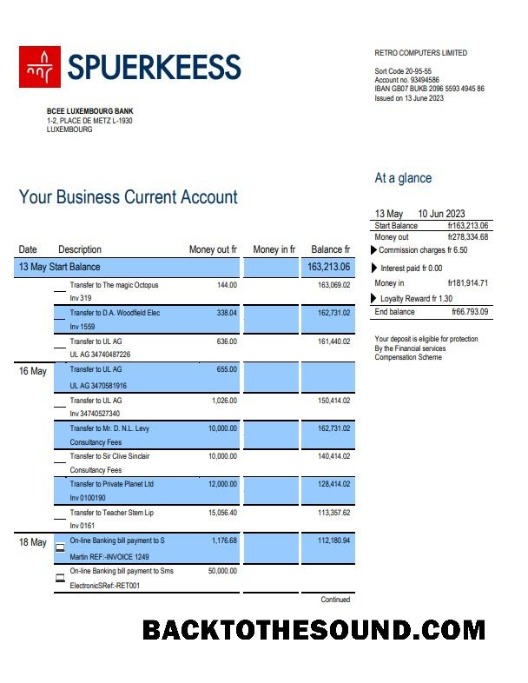 SPUERKEESS
BCEE LUXEMBOURG BANK
1-2, PLACE DE METZ L-1930
LUXEMBOURG
RETRO COMPUTERS LIMITED
Sort Code 20-95-55
Account no. 93494586
IBAN GB07 BUKB 2096 5593 4945 86
Issued on 13 June 2023
Your Business Current Account
At a glance
13 May 10 Jun 2023
Start Balance fr163,213.06
Money out fr278,334.68
Commission charges fr 6.50
Interest paid fr 0.00
Money in fr181,914.71
Loyalty Reward fr 1.30
End balance fr66.793.09
Your deposit is eligible for protection
By the Financial services
Compensation Scheme
Date Description Money out fr Money in fr Balance fr
13 May Start Balance 163,213.06
Transfer to The magic Octopus 144.00 163,069.02
Inv 319
Transfer to D.A. Woodfield Elec 338.04 162,731.02
Inv 1559
Transfer to UL AG 636.00 161,440.02
UL AG 34740487226
16 May Transfer to UL AG 655.00
UL AG 3470581916
Transfer to UL AG 1,026.00 150,414.02
Inv 34740527340
Transfer to Mr. D. N.L. Levy 10,000.00 162,731.02
Consultancy Fees
Transfer to Sir Clive Sinclair 10,000.00 140,414.02
Consultancy Fees
Transfer to Private Planet Ltd 12,000.00 128,414.02
Inv 0100190
Transfer to Teacher Stem Lip 15,056.40 113,357.62
Inv 0161
18 May On-line Banking bill payment to S 1,176.68 112,180.94
Martin REF:-INVOICE 1249
On-line Banking bill payment to Sms 50,000.00
ElectronicSRef:-RET001
Continued
BACKTOTHESOUND.COM